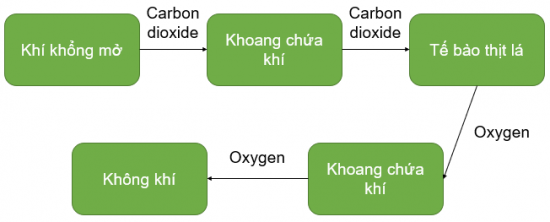 Khí khổng mở
Carbon
dioxide
Khoang chứa
khí
Carbon
dioxide
Tế bào thịt lá
Oxygen
Khoang chứa
khí
Oxygen
Không khí